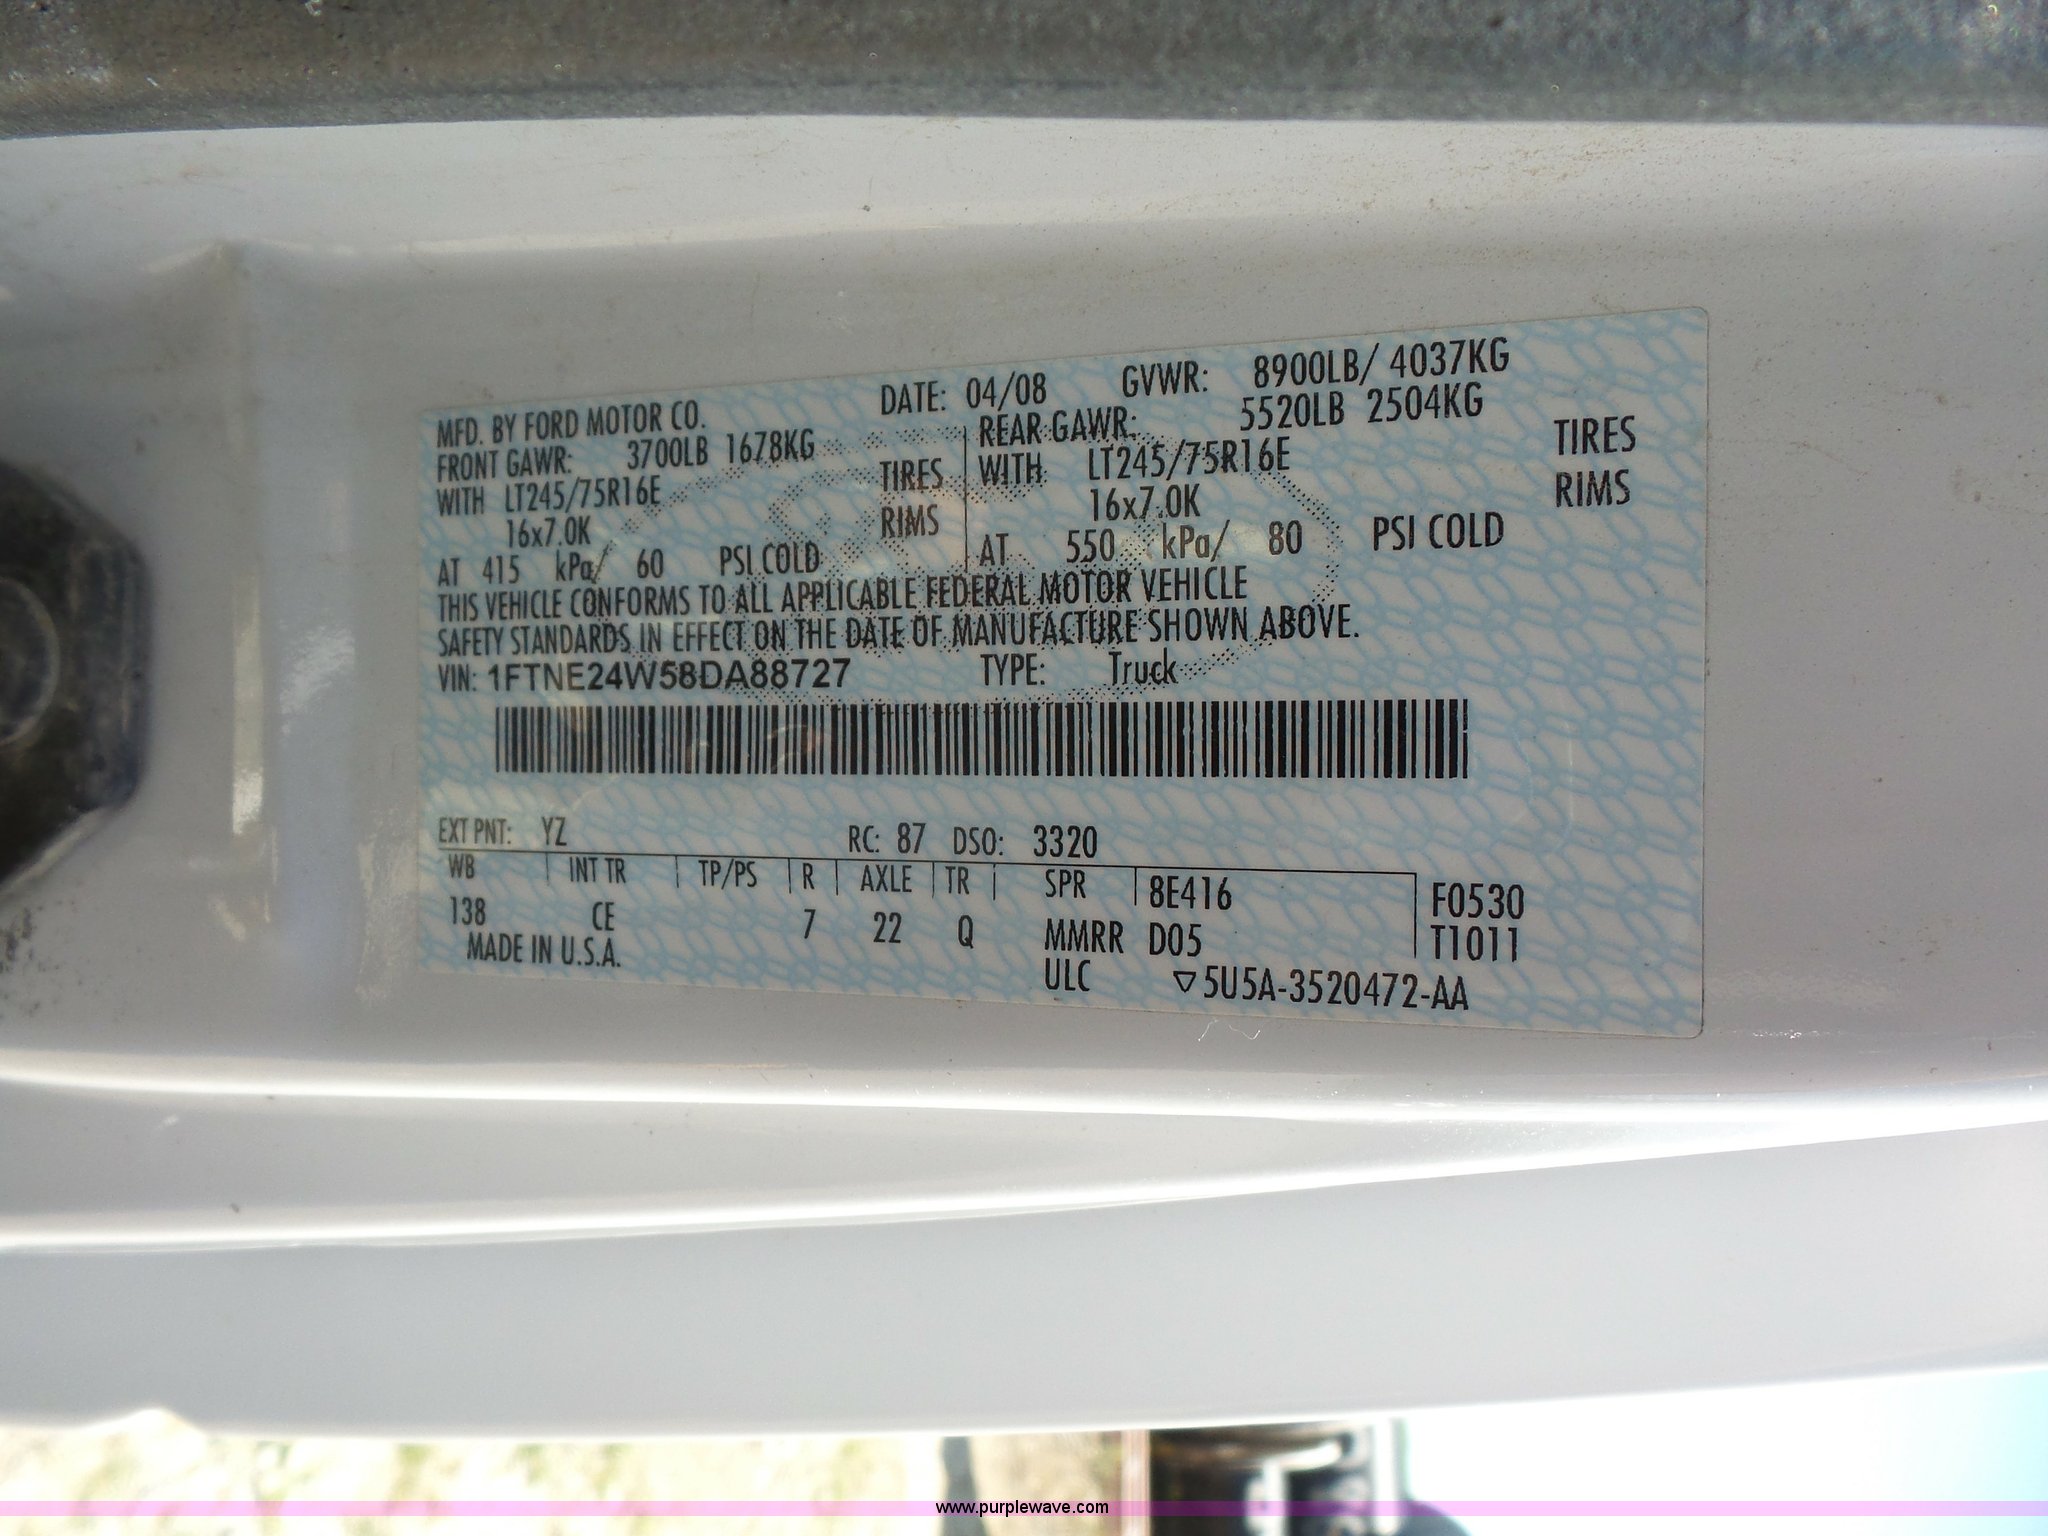 MFD. BY FORD MOTOR CO. DATE: 04/08 GVWR: 8900LB/ 4037KG
FRONT GAWR: 3700LB 1678KG REAR GAWR: 5520LB 2504KG
WITH LT245/75R16E TIRES WITH LT245/75R16E TIRES
16x7.0K RIMS 16x7.0K RIMS
AT 415 kPa/ 60 PSI COLD AT 550 kPa/ 80 PSI COLD
THIS VEHICLE CONFORMS TO ALL APPLICABLE FEDERAL MOTOR VEHICLE
SAFETY STANDARDS IN EFFECT ON THE DATE OF MANUFACTURE SHOWN ABOVE.
VIN: 1FTNE24W58DA88727 TYPE: Truck
EXT PNT: YZ RC: 87 DSO: 3320
WB INT TR TP/PS R AXLE TR SPR 8E416 F0530
138 CE 7 22 Q MMRR D05 T1011
MADE IN U.S.A. ULC ▽5U5A-3520472-AA
www.purplewave.com